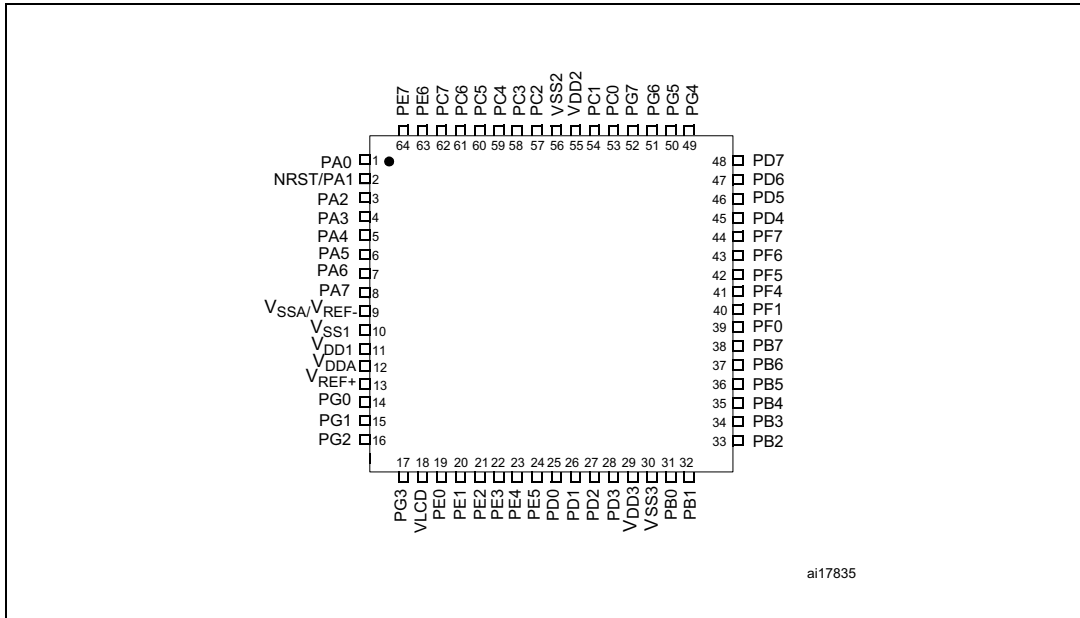 PE7 PE6 PC7 PC6 PC5 PC4 PC3 PC2 VSS2 VDD2 PC1 PC0 PG7 PG6 PG5 PG4
64 63 62 61 60 59 58 57 56 55 54 53 52 51 50 49
PA0 1
NRST/PA1 2
PA2 3
PA3 4
PA4 5
PA5 6
PA6 7
PA7 8
VSSA/VREF- 9
VSS1 10
VDD1 11
VDDA 12
VREF+ 13
PG0 14
PG1 15
PG2 16
48 PD7
47 PD6
46 PD5
45 PD4
44 PF7
43 PF6
42 PF5
41 PF4
40 PF1
39 PF0
38 PB7
37 PB6
36 PB5
35 PB4
34 PB3
33 PB2
17 18 19 20 21 22 23 24 25 26 27 28 29 30 31 32
PG3 VLCD PE0 PE1 PE2 PE3 PE4 PE5 PD0 PD1 PD2 PD3 VDD3 VSS3 PB0 PB1
ai17835